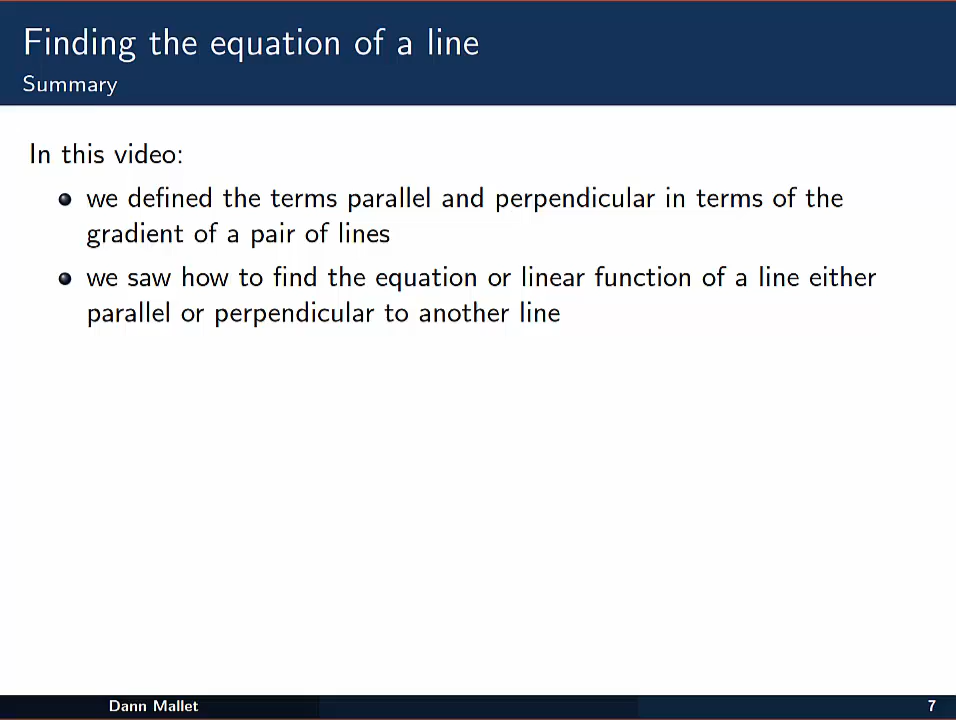 Finding the equation of a line
Summary
In this video:
we defined the terms parallel and perpendicular in terms of the
gradient of a pair of lines
we saw how to find the equation or linear function of a line either
parallel or perpendicular to another line
Dann Mallet
7